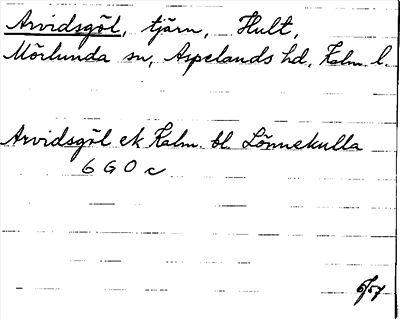 Arvidsgöl, tjärn, Hult,
Mörlunda sn, Aspelands hd, Kalm. l.
Arvidsgöl ek Kalm. bl. Lönnekulla
6 G 0 c